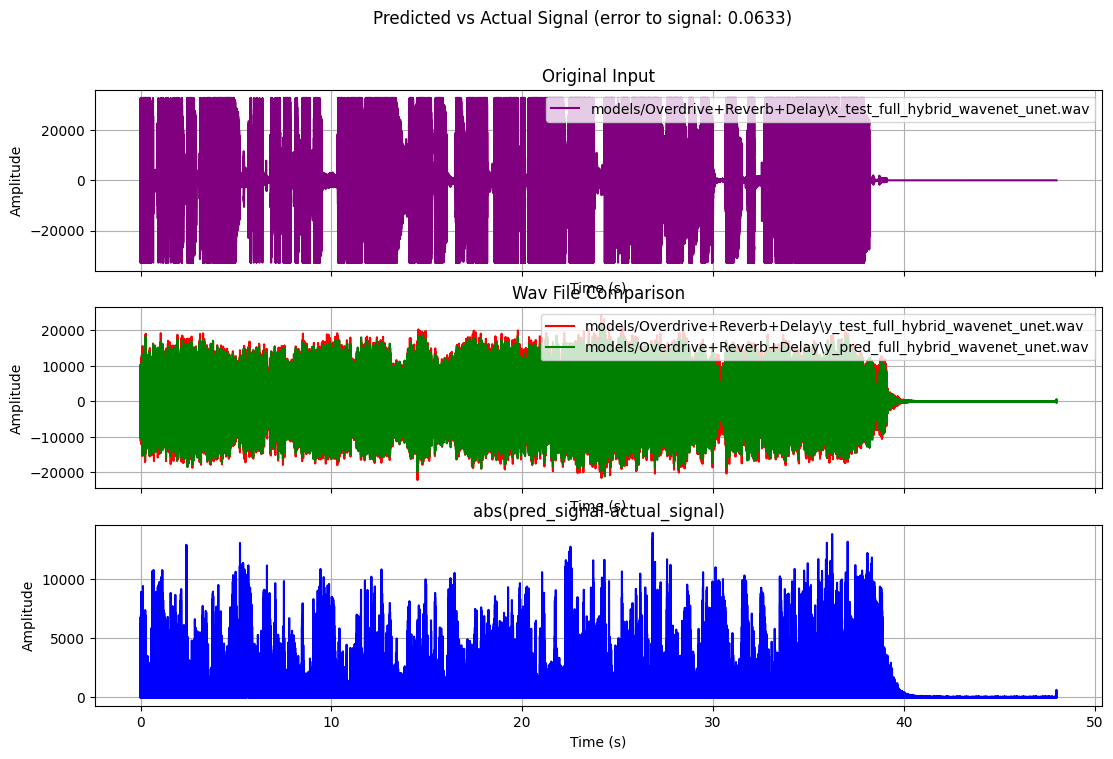 Predicted vs Actual Signal (error to signal: 0.0633)
Original Input
models/Overdrive+Reverb+Delay\x_test_full_hybrid_wavenet_unet.wav
20000
0
−20000
Amplitude
Time (s)
Wav File Comparison
models/Overdrive+Reverb+Delay\y_test_full_hybrid_wavenet_unet.wav
models/Overdrive+Reverb+Delay\y_pred_full_hybrid_wavenet_unet.wav
20000
10000
0
−10000
−20000
Amplitude
Time (s)
abs(pred_signal-actual_signal)
10000
5000
0
Amplitude
0 10 20 30 40 50
Time (s)